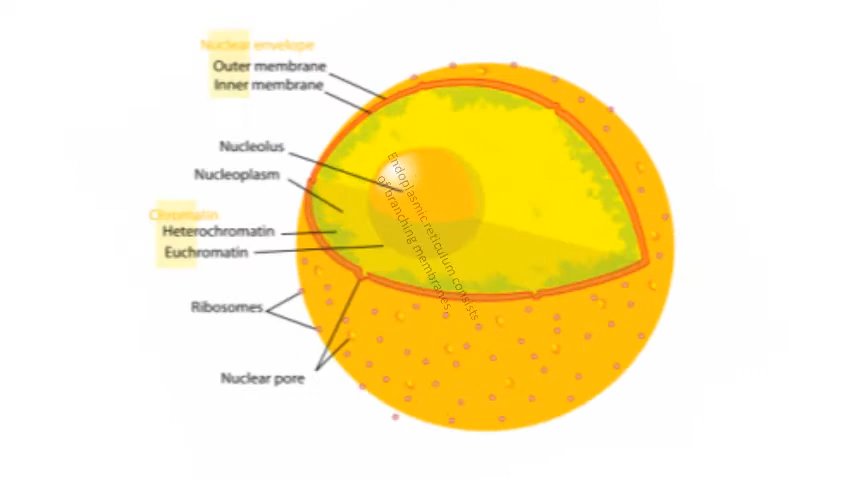 Nuclear envelope
Outer membrane
Inner membrane
Nucleolus
Nucleoplasm
Chromatin
Heterochromatin
Euchromatin
Ribosomes
Nuclear pore
Endoplasmic reticulum consists
of branching membranes